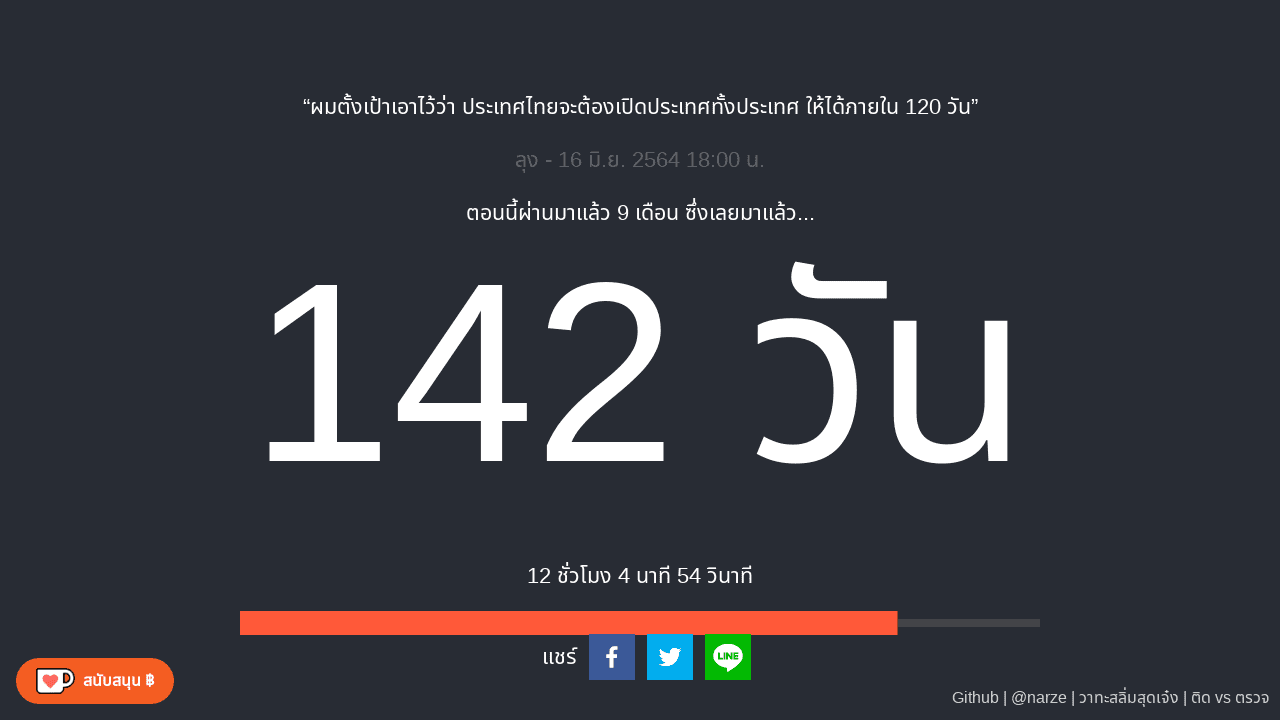 “ผมตั้งเป้าเอาไว้ว่า ประเทศไทยจะต้องเปิดประเทศทั้งประเทศ ให้ได้ภายใน 120 วัน”
ลุง - 16 มิ.ย. 2564 18:00 น.
ตอนนี้ผ่านมาแล้ว 9 เดือน ซึ่งเลยมาแล้ว...
142 วัน
12 ชั่วโมง 4 นาที 54 วินาที
แชร์
LINE
สนับสนุน ฿
Github | @narze | วาทะสลิ่มสุดเจ๋ง | ติด vs ตรวจ